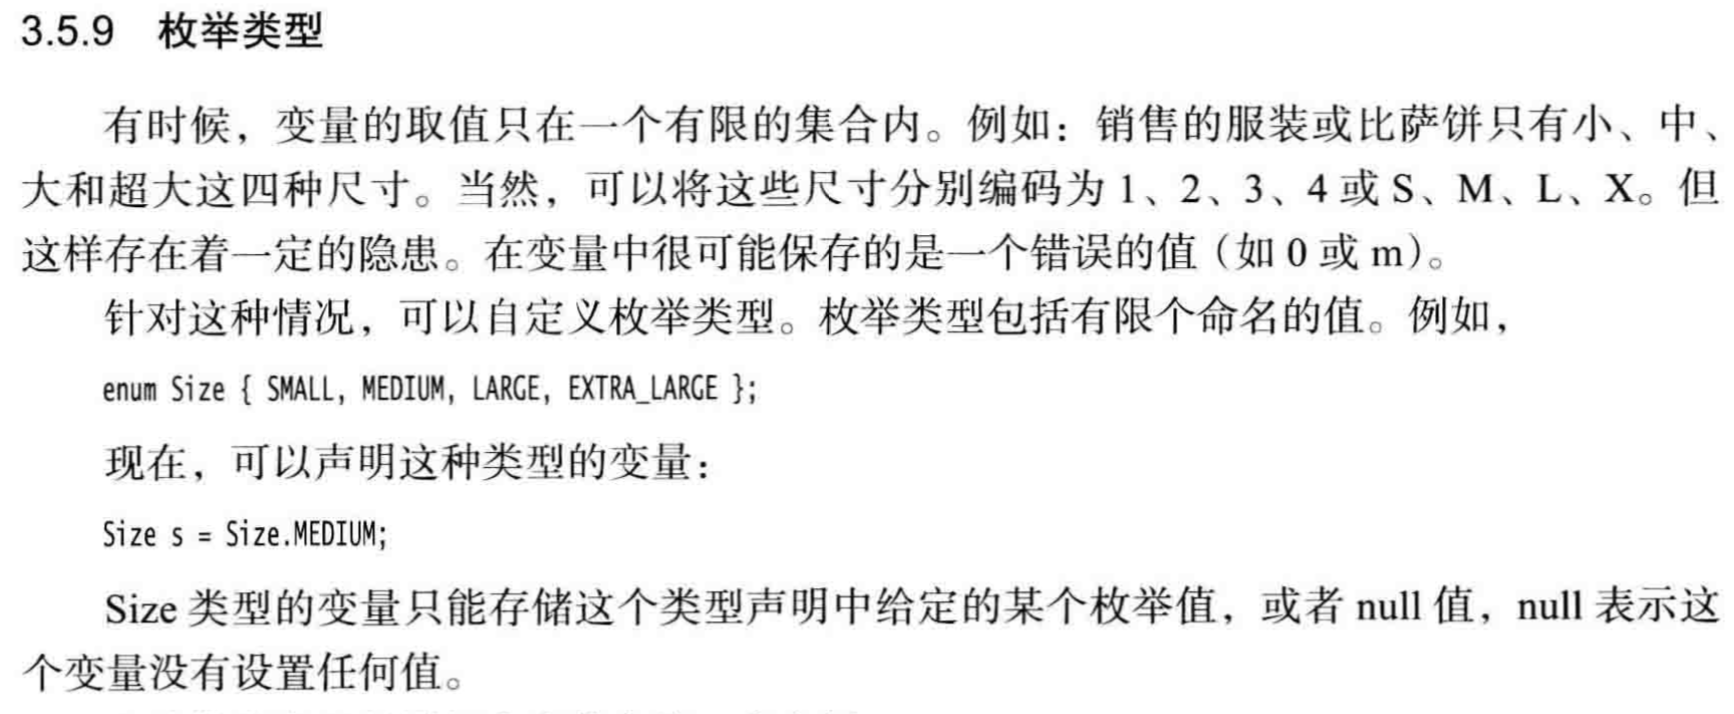 3.5.9 枚举类型
有时候，变量的取值只在一个有限的集合内。例如：销售的服装或比萨饼只有小、中、
大和超大这四种尺寸。当然，可以将这些尺寸分别编码为 1、2、3、4 或 S、M、L、X。但
这样存在着一定的隐患。在变量中很可能保存的是一个错误的值（如 0 或 m）。
针对这种情况，可以自定义枚举类型。枚举类型包括有限个命名的值。例如，
enum Size { SMALL, MEDIUM, LARGE, EXTRA_LARGE };
现在，可以声明这种类型的变量：
Size s = Size.MEDIUM;
Size 类型的变量只能存储这个类型声明中给定的某个枚举值，或者 null 值，null 表示这
个变量没有设置任何值。